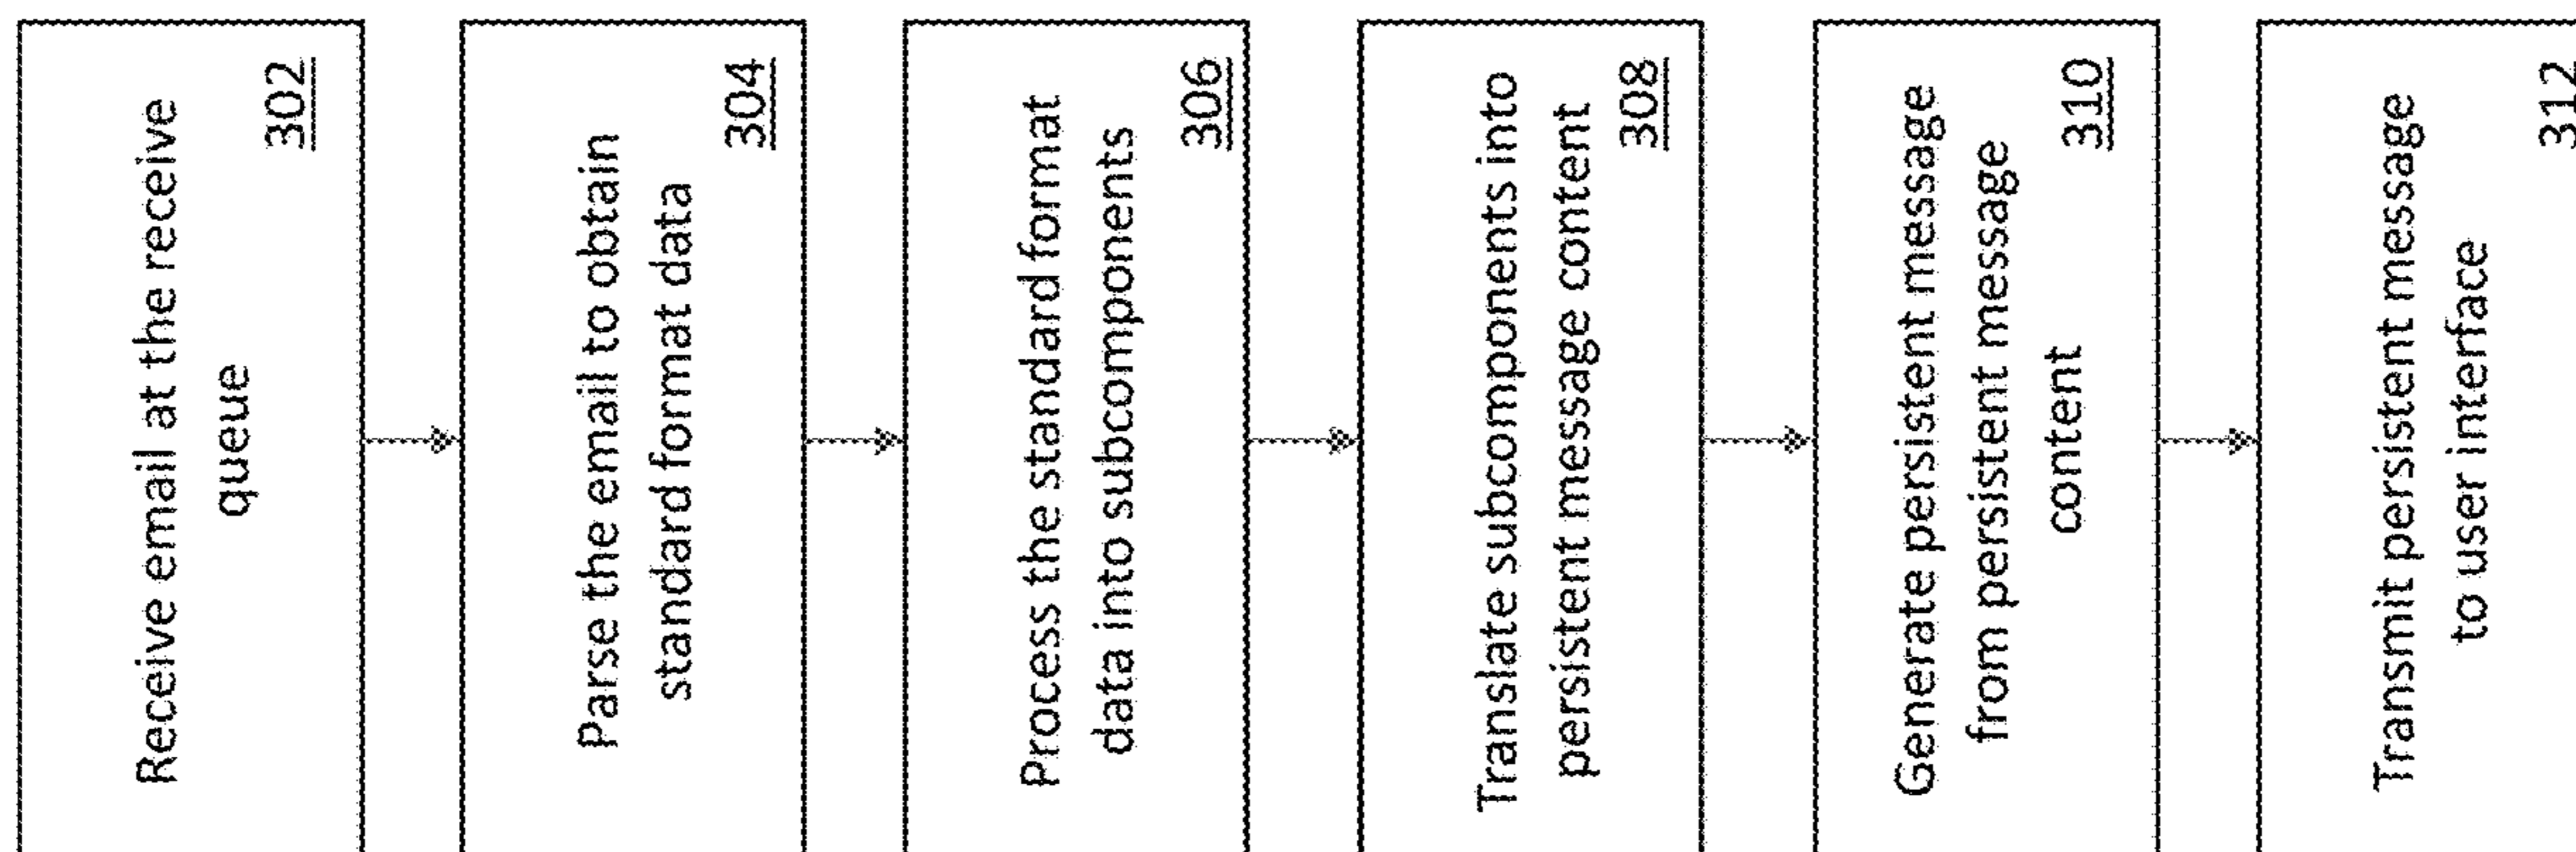 Receive email at the receive
queue
302
Parse the email to obtain
standard format data
304
Process the standard format
data into subcomponents
306
Translate subcomponents into
persistent message content
308
Generate persistent message
from persistent message
content
310
Transmit persistent message
to user interface
312